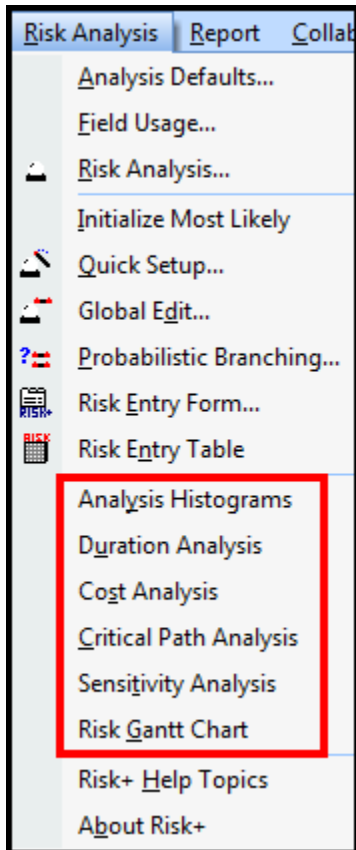 Risk Analysis Report Collab
Analysis Defaults...
Field Usage...
Risk Analysis...
Initialize Most Likely
Quick Setup...
Global Edit...
? Probabilistic Branching...
RISK+ Risk Entry Form...
RISK Risk Entry Table
Analysis Histograms
Duration Analysis
Cost Analysis
Critical Path Analysis
Sensitivity Analysis
Risk Gantt Chart
Risk+ Help Topics
About Risk+